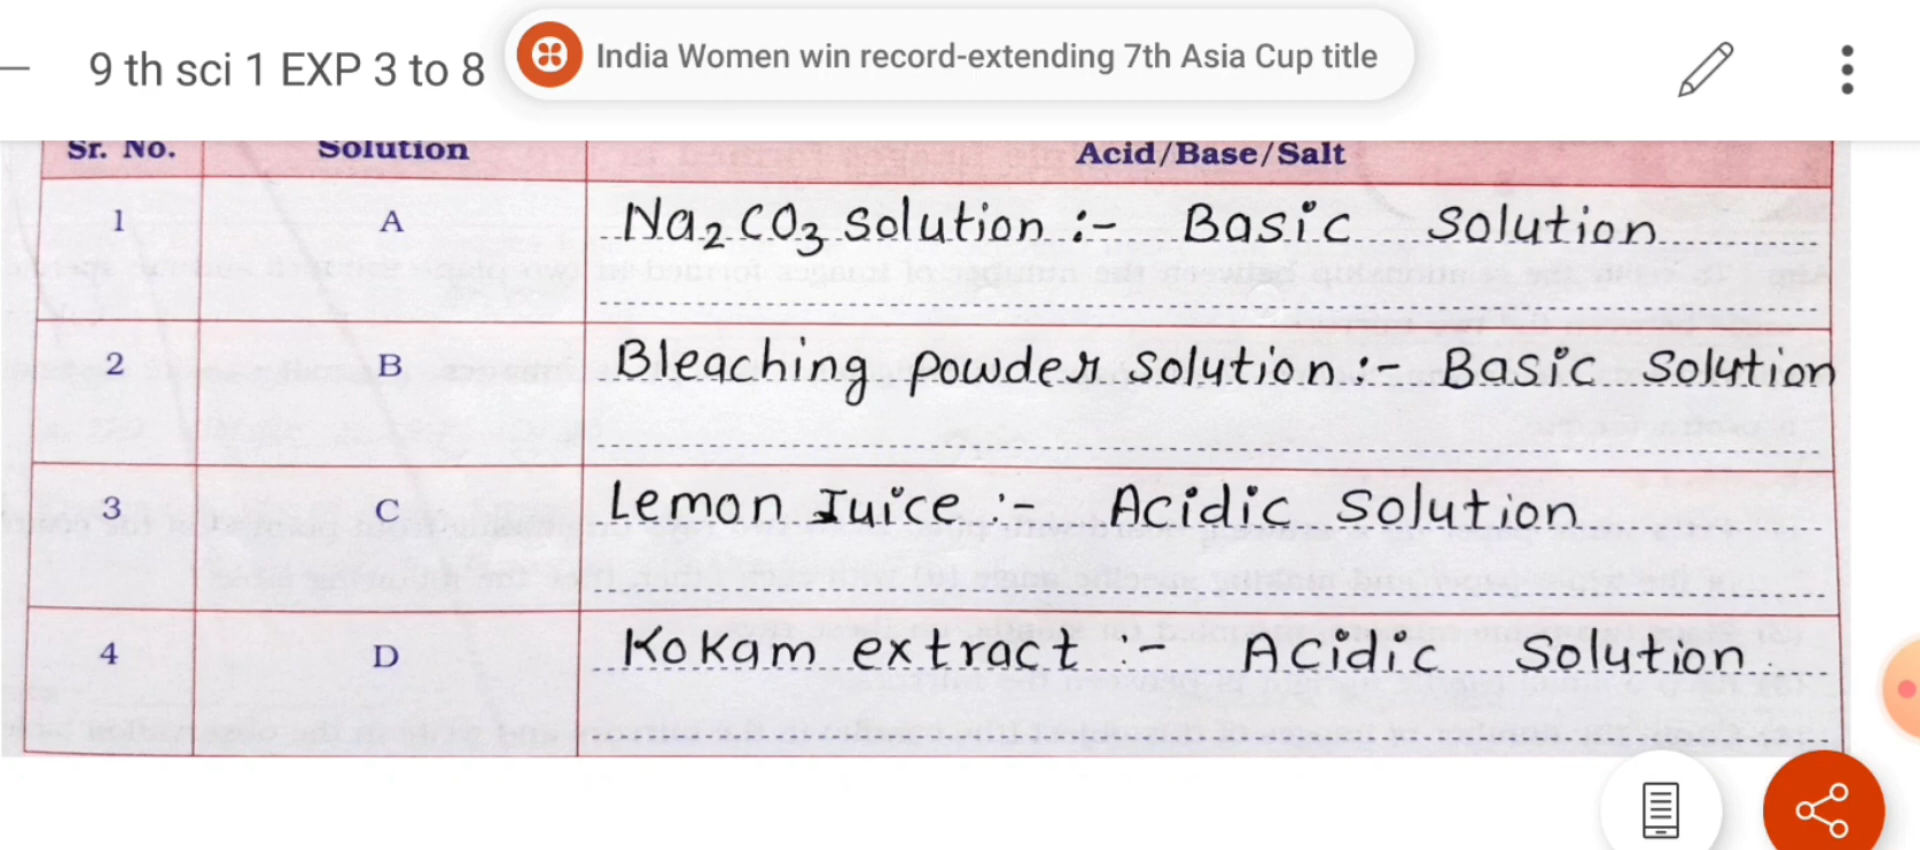 9 th sci 1 EXP 3 to 8
India Women win record-extending 7th Asia Cup title
Sr. No. Solution Acid/Base/Salt
1 A Na2CO3 Solution :- Basic Solution
2 B Bleaching powder Solution :- Basic Solution
3 C Lemon Juice :- Acidic Solution
4 D Kokam extract :- Acidic Solution